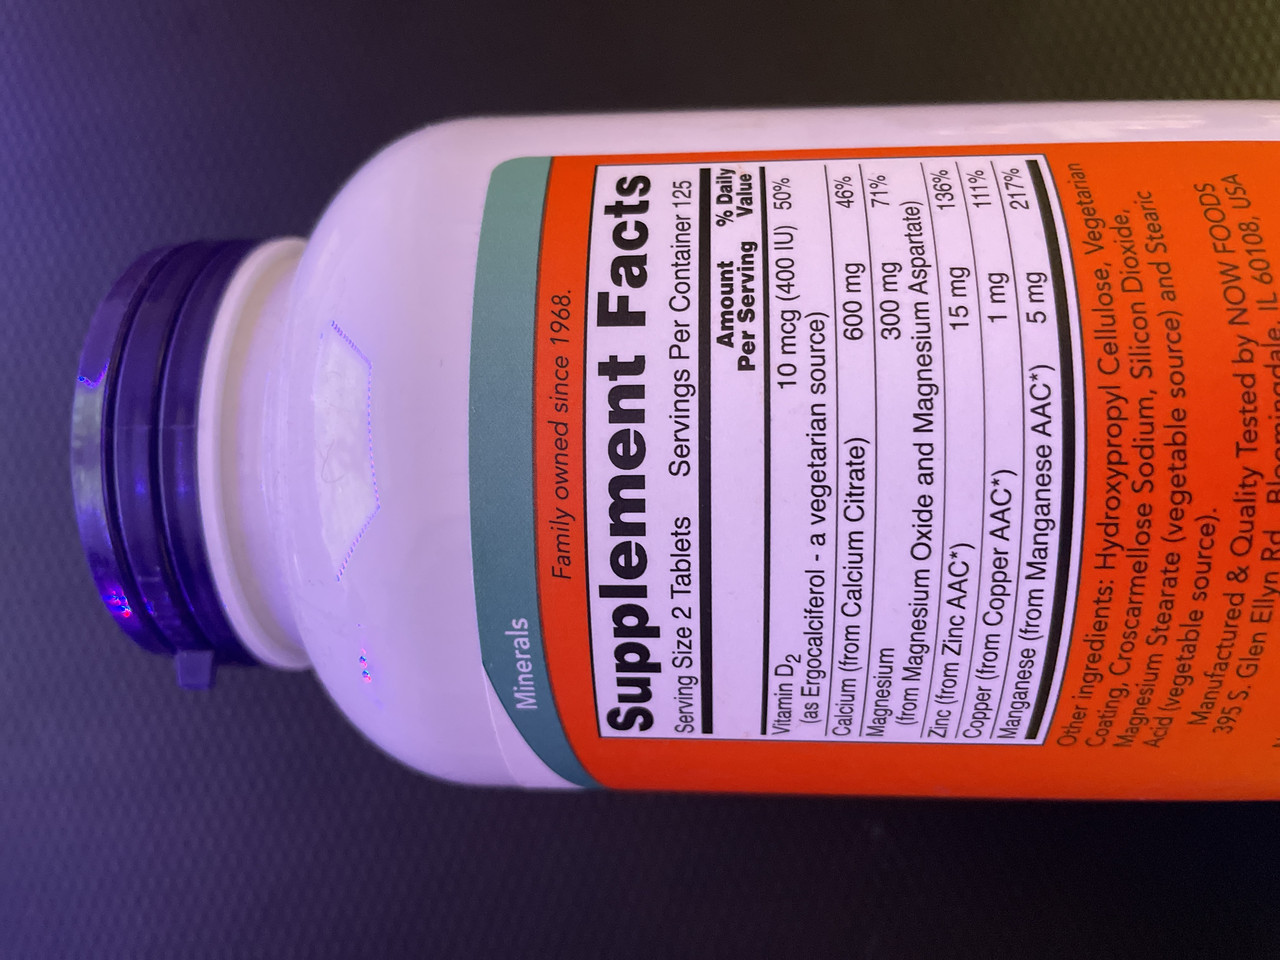 Minerals
Family owned since 1968.
Supplement Facts
Serving Size 2 Tablets Servings Per Container 125
Amount Per Serving % Daily Value
Vitamin D2 10 mcg (400 IU) 50%
(as Ergocalciferol - a vegetarian source)
Calcium (from Calcium Citrate) 600 mg 46%
Magnesium 300 mg 71%
(from Magnesium Oxide and Magnesium Aspartate)
Zinc (from Zinc AAC*) 15 mg 136%
Copper (from Copper AAC*) 1 mg 111%
Manganese (from Manganese AAC*) 5 mg 217%
Other ingredients: Hydroxypropyl Cellulose, Vegetarian
Coating, Croscarmellose Sodium, Silicon Dioxide,
Magnesium Stearate (vegetable source) and Stearic
Acid (vegetable source).
Manufactured & Quality Tested by NOW FOODS
395 S. Glen Ellyn Rd., Bloomingdale, IL 60108, USA